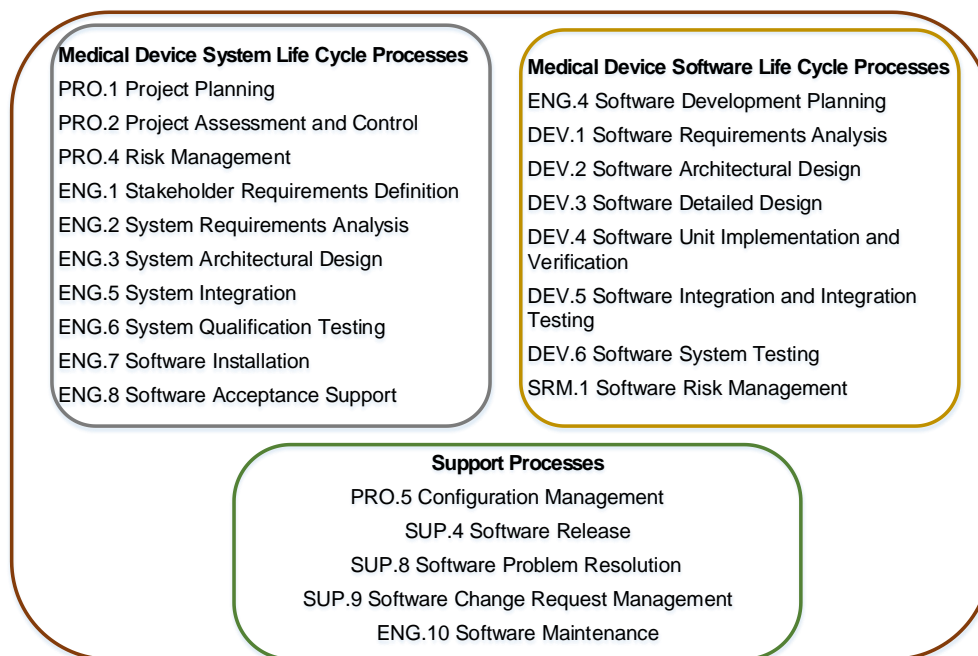 Medical Device System Life Cycle Processes
PRO.1 Project Planning
PRO.2 Project Assessment and Control
PRO.4 Risk Management
ENG.1 Stakeholder Requirements Definition
ENG.2 System Requirements Analysis
ENG.3 System Architectural Design
ENG.5 System Integration
ENG.6 System Qualification Testing
ENG.7 Software Installation
ENG.8 Software Acceptance Support
Medical Device Software Life Cycle Processes
ENG.4 Software Development Planning
DEV.1 Software Requirements Analysis
DEV.2 Software Architectural Design
DEV.3 Software Detailed Design
DEV.4 Software Unit Implementation and
Verification
DEV.5 Software Integration and Integration
Testing
DEV.6 Software System Testing
SRM.1 Software Risk Management
Support Processes
PRO.5 Configuration Management
SUP.4 Software Release
SUP.8 Software Problem Resolution
SUP.9 Software Change Request Management
ENG.10 Software Maintenance